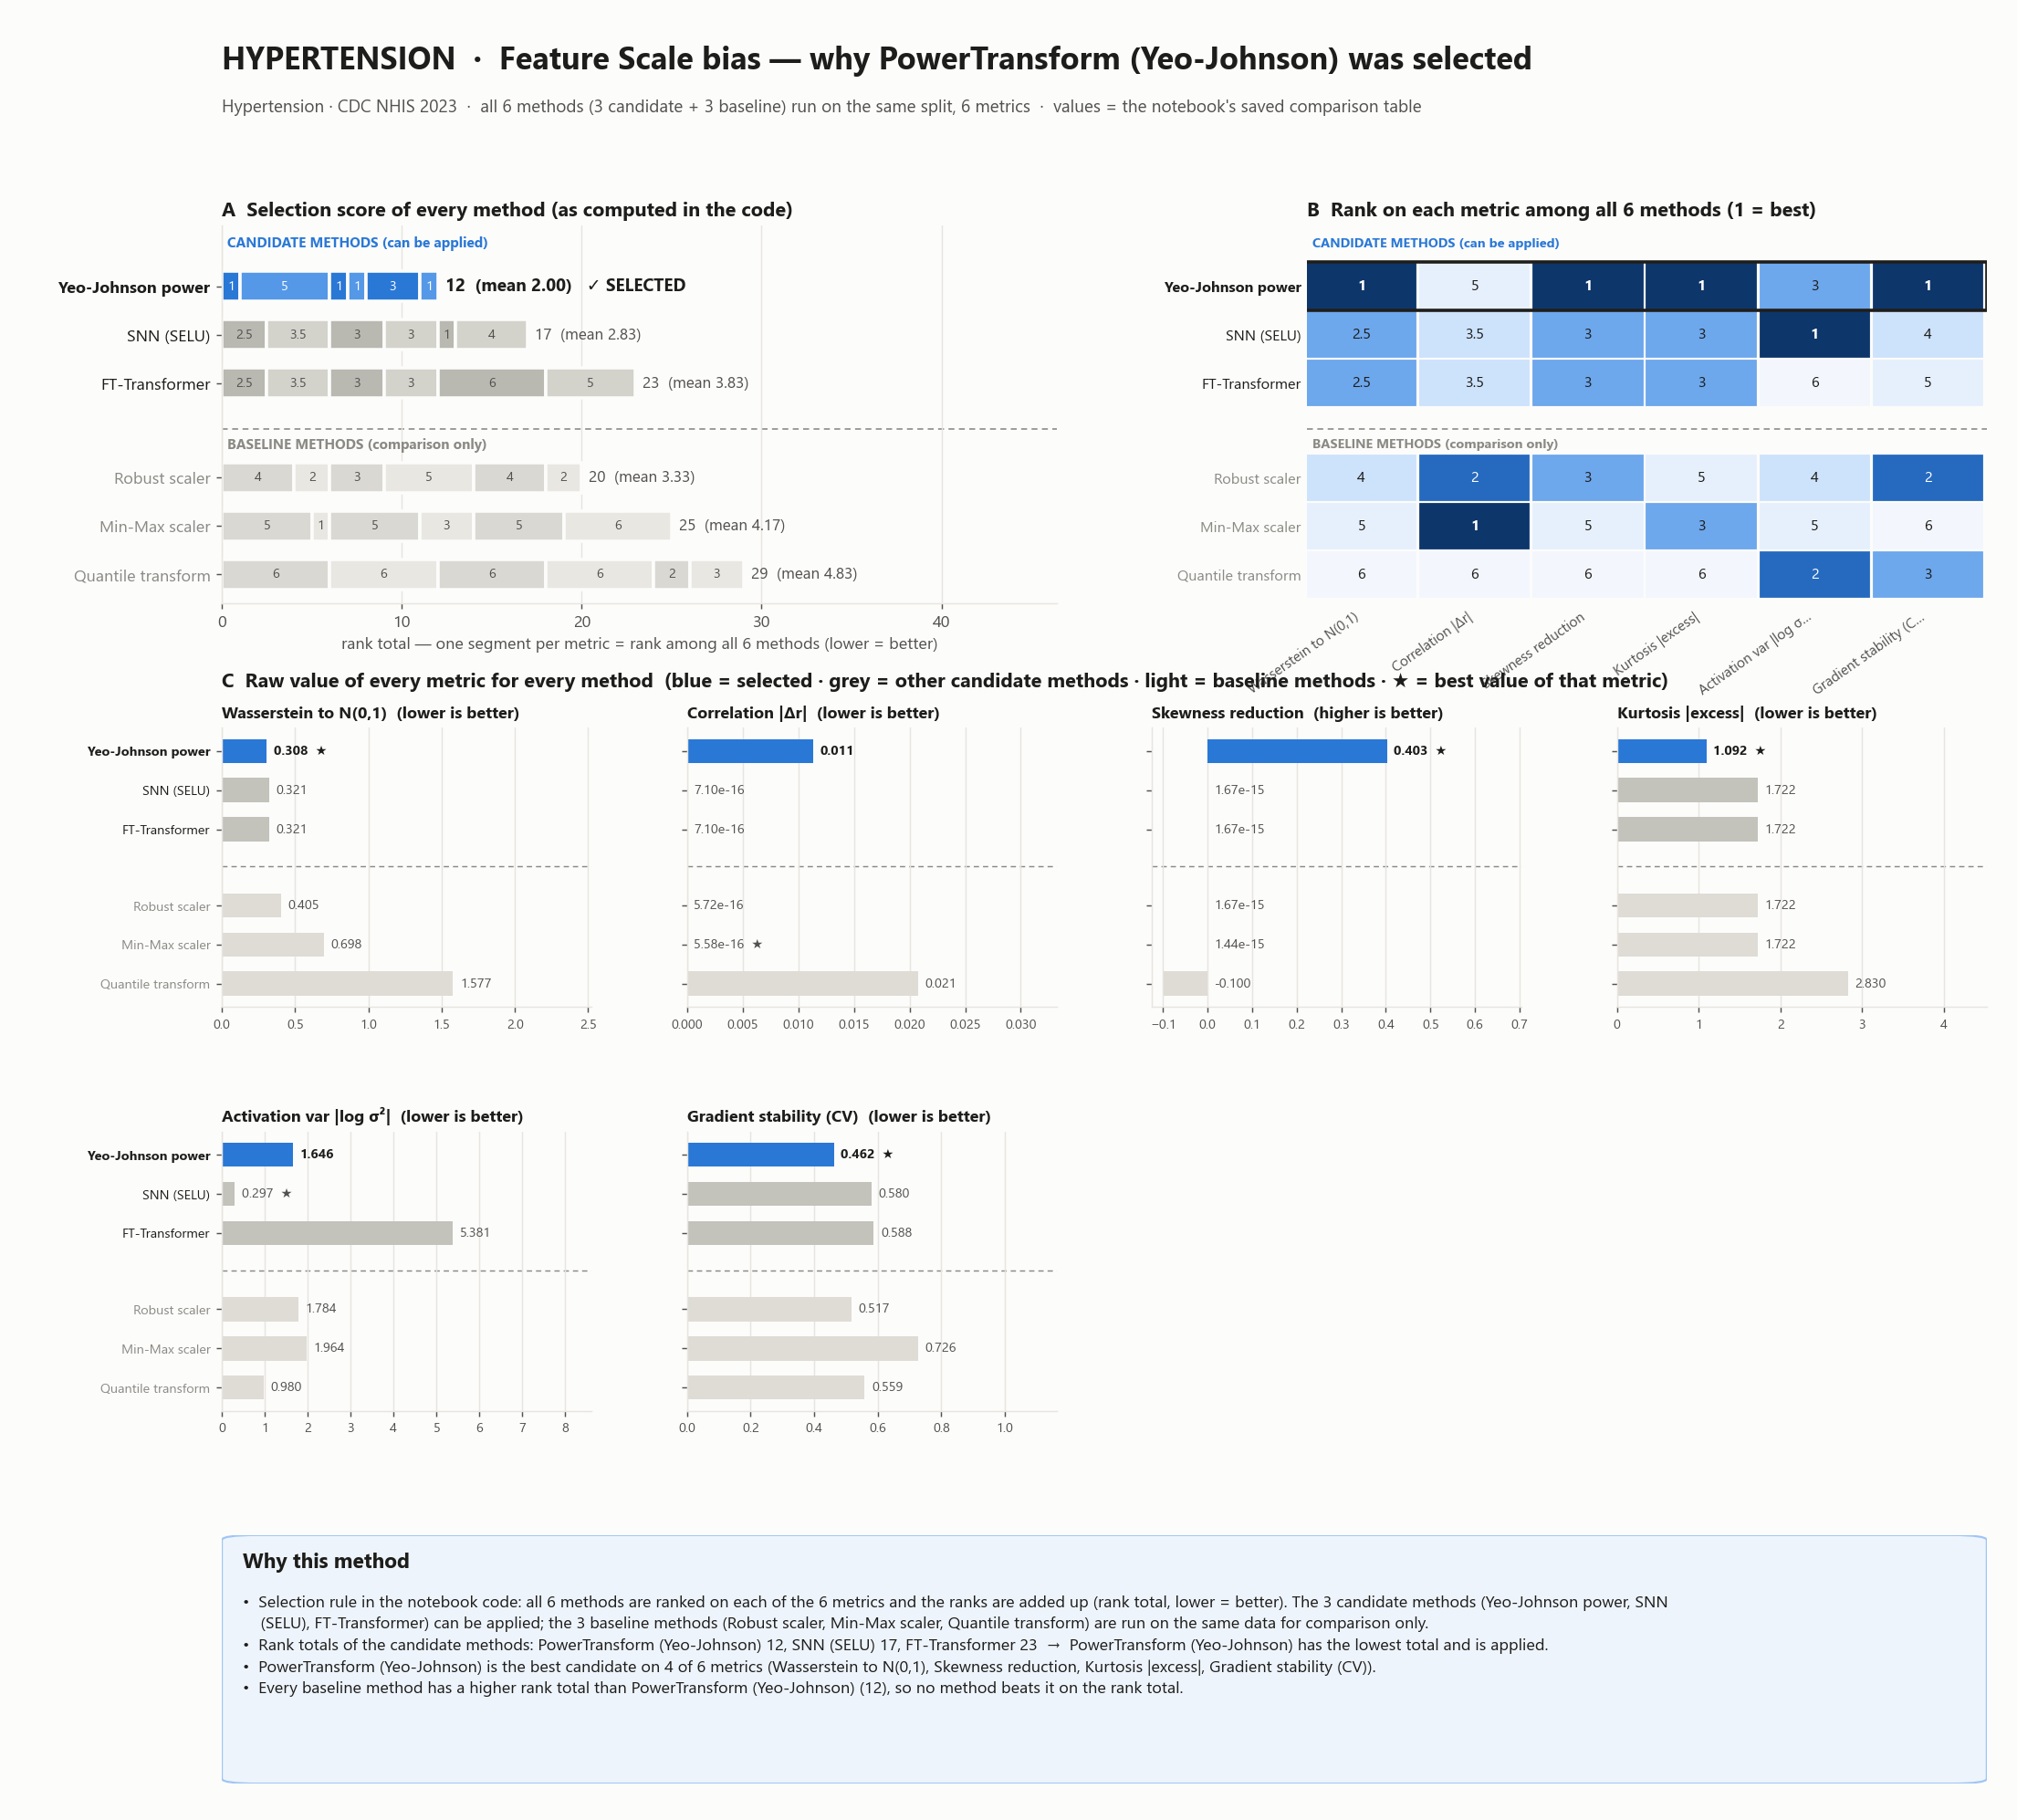 HYPERTENSION · Feature Scale bias — why PowerTransform (Yeo-Johnson) was selected
Hypertension · CDC NHIS 2023 · all 6 methods (3 candidate + 3 baseline) run on the same split, 6 metrics · values = the notebook's saved comparison table
A Selection score of every method (as computed in the code)
CANDIDATE METHODS (can be applied)
Yeo-Johnson power 1 5 1 1 3 1 12 (mean 2.00) ✓ SELECTED
SNN (SELU) 2.5 3.5 3 3 1 4 17 (mean 2.83)
FT-Transformer 2.5 3.5 3 3 6 5 23 (mean 3.83)
BASELINE METHODS (comparison only)
Robust scaler 4 2 3 5 4 2 20 (mean 3.33)
Min-Max scaler 5 1 5 3 5 6 25 (mean 4.17)
Quantile transform 6 6 6 6 2 3 29 (mean 4.83)
0 10 20 30 40
rank total — one segment per metric = rank among all 6 methods (lower = better)
B Rank on each metric among all 6 methods (1 = best)
CANDIDATE METHODS (can be applied)
Yeo-Johnson power 1 5 1 1 3 1
SNN (SELU) 2.5 3.5 3 3 1 4
FT-Transformer 2.5 3.5 3 3 6 5
BASELINE METHODS (comparison only)
Robust scaler 4 2 3 5 4 2
Min-Max scaler 5 1 5 3 5 6
Quantile transform 6 6 6 6 2 3
Wasserstein to N(0,1)
Correlation |Δr|
Skewness reduction
Kurtosis |excess|
Activation var |log σ...
Gradient stability (C...
C Raw value of every metric for every method (blue = selected · grey = other candidate methods · light = baseline methods · ★ = best value of that metric)
Wasserstein to N(0,1) (lower is better)
Yeo-Johnson power 0.308 ★
SNN (SELU) 0.321
FT-Transformer 0.321
Robust scaler 0.405
Min-Max scaler 0.698
Quantile transform 1.577
0.0 0.5 1.0 1.5 2.0 2.5
Correlation |Δr| (lower is better)
0.011
7.10e-16
7.10e-16
5.72e-16
5.58e-16 ★
0.021
0.000 0.005 0.010 0.015 0.020 0.025 0.030
Skewness reduction (higher is better)
0.403 ★
1.67e-15
1.67e-15
1.67e-15
1.44e-15
-0.100
−0.1 0.0 0.1 0.2 0.3 0.4 0.5 0.6 0.7
Kurtosis |excess| (lower is better)
1.092 ★
1.722
1.722
1.722
1.722
2.830
0 1 2 3 4
Activation var |log σ²| (lower is better)
Yeo-Johnson power 1.646
SNN (SELU) 0.297 ★
FT-Transformer 5.381
Robust scaler 1.784
Min-Max scaler 1.964
Quantile transform 0.980
0 1 2 3 4 5 6 7 8
Gradient stability (CV) (lower is better)
0.462 ★
0.580
0.588
0.517
0.726
0.559
0.0 0.2 0.4 0.6 0.8 1.0
Why this method
• Selection rule in the notebook code: all 6 methods are ranked on each of the 6 metrics and the ranks are added up (rank total, lower = better). The 3 candidate methods (Yeo-Johnson power, SNN
(SELU), FT-Transformer) can be applied; the 3 baseline methods (Robust scaler, Min-Max scaler, Quantile transform) are run on the same data for comparison only.
• Rank totals of the candidate methods: PowerTransform (Yeo-Johnson) 12, SNN (SELU) 17, FT-Transformer 23 → PowerTransform (Yeo-Johnson) has the lowest total and is applied.
• PowerTransform (Yeo-Johnson) is the best candidate on 4 of 6 metrics (Wasserstein to N(0,1), Skewness reduction, Kurtosis |excess|, Gradient stability (CV)).
• Every baseline method has a higher rank total than PowerTransform (Yeo-Johnson) (12), so no method beats it on the rank total.